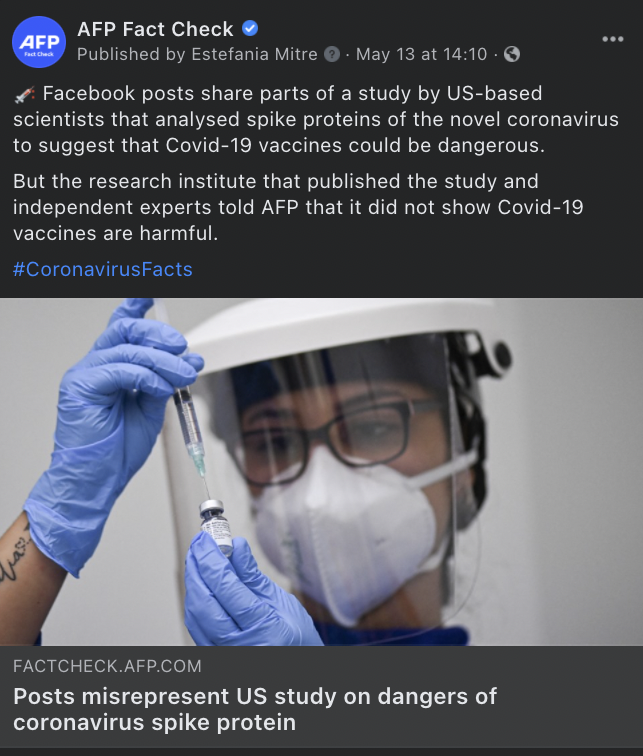 AFP Fact Check
AFP
Fact Check
Published by Estefania Mitre ? · May 13 at 14:10 ·
Facebook posts share parts of a study by US-based
scientists that analysed spike proteins of the novel coronavirus
to suggest that Covid-19 vaccines could be dangerous.
But the research institute that published the study and
independent experts told AFP that it did not show Covid-19
vaccines are harmful.
#CoronavirusFacts
FACTCHECK.AFP.COM
Posts misrepresent US study on dangers of
coronavirus spike protein